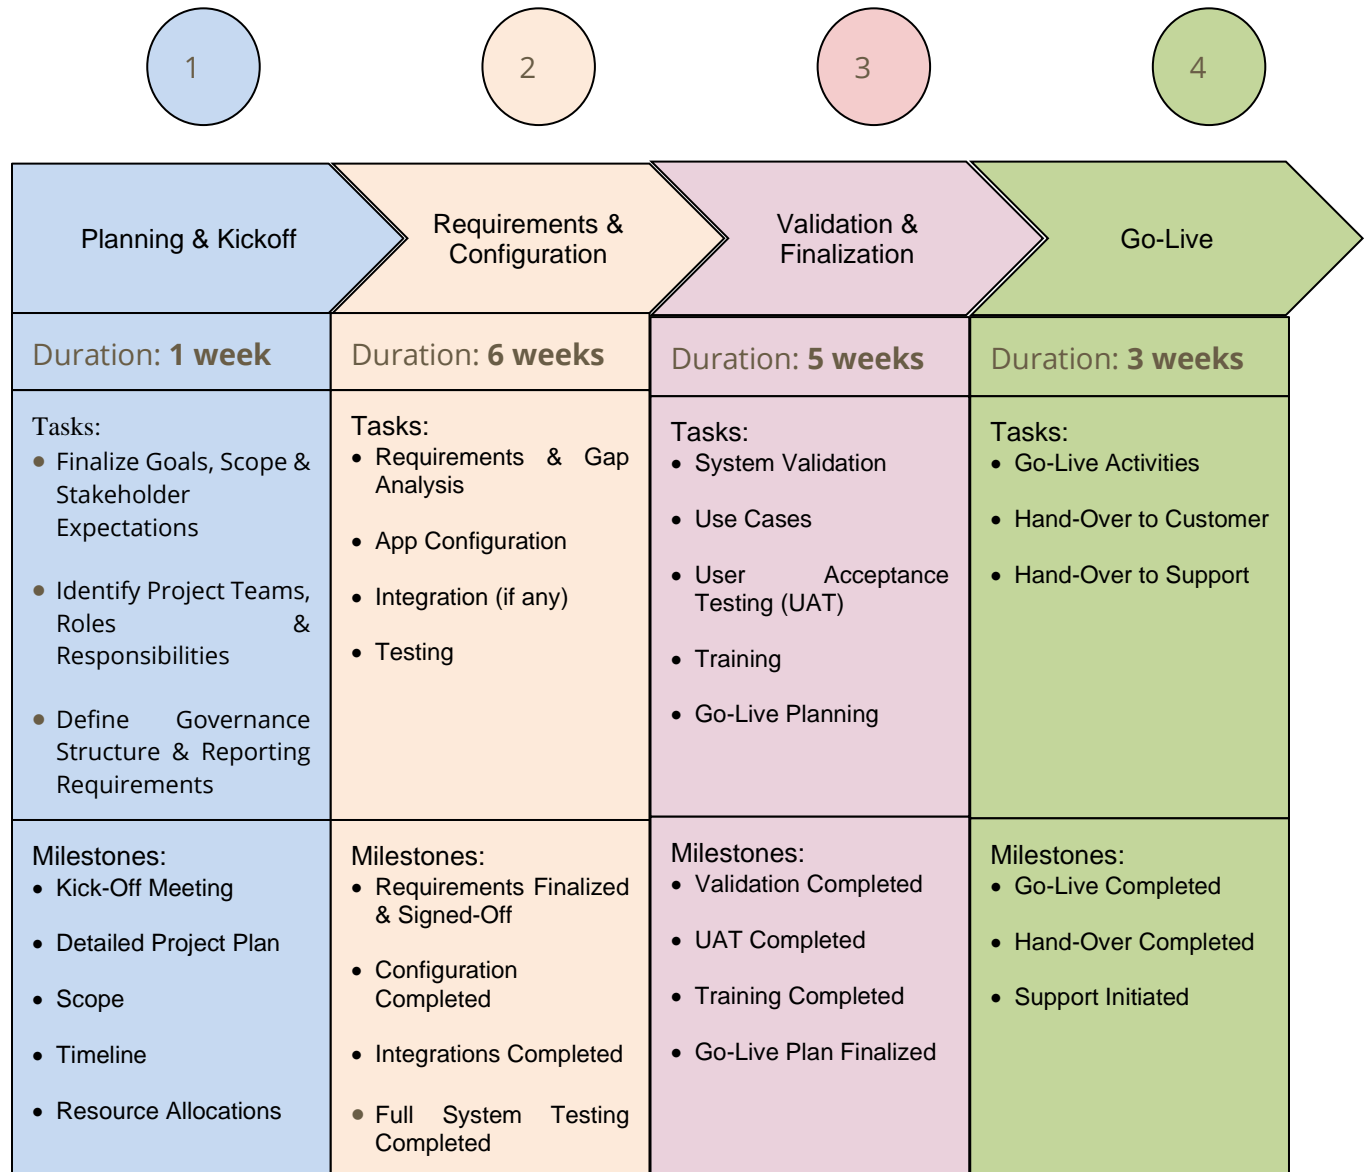 1
2
3
4
Planning & Kickoff
Requirements &
Configuration
Validation &
Finalization
Go-Live
Duration: 1 week
Duration: 6 weeks
Duration: 5 weeks
Duration: 3 weeks
Tasks:
• Finalize Goals, Scope &
Stakeholder
Expectations
• Identify Project Teams,
Roles &
Responsibilities
• Define Governance
Structure & Reporting
Requirements
Tasks:
• Requirements & Gap
Analysis
• App Configuration
• Integration (if any)
• Testing
Tasks:
• System Validation
• Use Cases
• User Acceptance
Testing (UAT)
• Training
• Go-Live Planning
Tasks:
• Go-Live Activities
• Hand-Over to Customer
• Hand-Over to Support
Milestones:
• Kick-Off Meeting
• Detailed Project Plan
• Scope
• Timeline
• Resource Allocations
Milestones:
• Requirements Finalized
& Signed-Off
• Configuration
Completed
• Integrations Completed
• Full System Testing
Completed
Milestones:
• Validation Completed
• UAT Completed
• Training Completed
• Go-Live Plan Finalized
Milestones:
• Go-Live Completed
• Hand-Over Completed
• Support Initiated